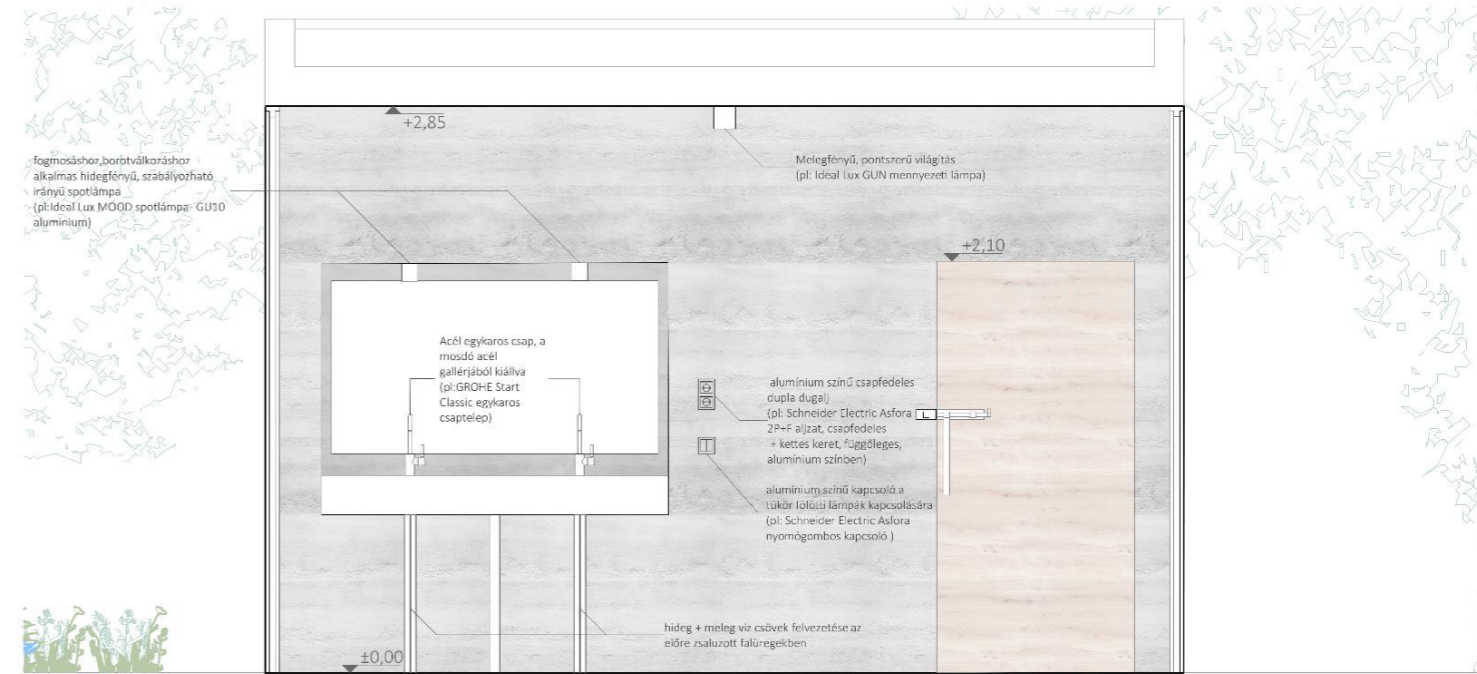 +2,85
fogmosáshoz,borotválkozáshoz
alkalmas hidegfényű, szabályozható
irányú spotlámpa
(pl:Ideal Lux MOOD spotlámpa- GU10
aluminium)
Melegfényű, pontszerű világítás
(pl: Ideal Lux GUN mennyezeti lámpa)
+2,10
Acél egykaros csap, a
mosdó acél
gallérjából kiállva
(pl:GROHE Start
Classic egykaros
csaptelep)
alumínium színű csapfedeles
dupla dugalj
(pl: Schneider Electric Asfora
2P+F aljzat, csapfedeles
+ kettes keret, függőleges,
alumínium színben)
alumínium színű kapcsoló a
tükör fölötti lámpák kapcsolására
(pl: Schneider Electric Asfora
nyomógombos kapcsoló )
hideg + meleg víz csövek felvezetése az
előre zsaluzott falüregekben
±0,00